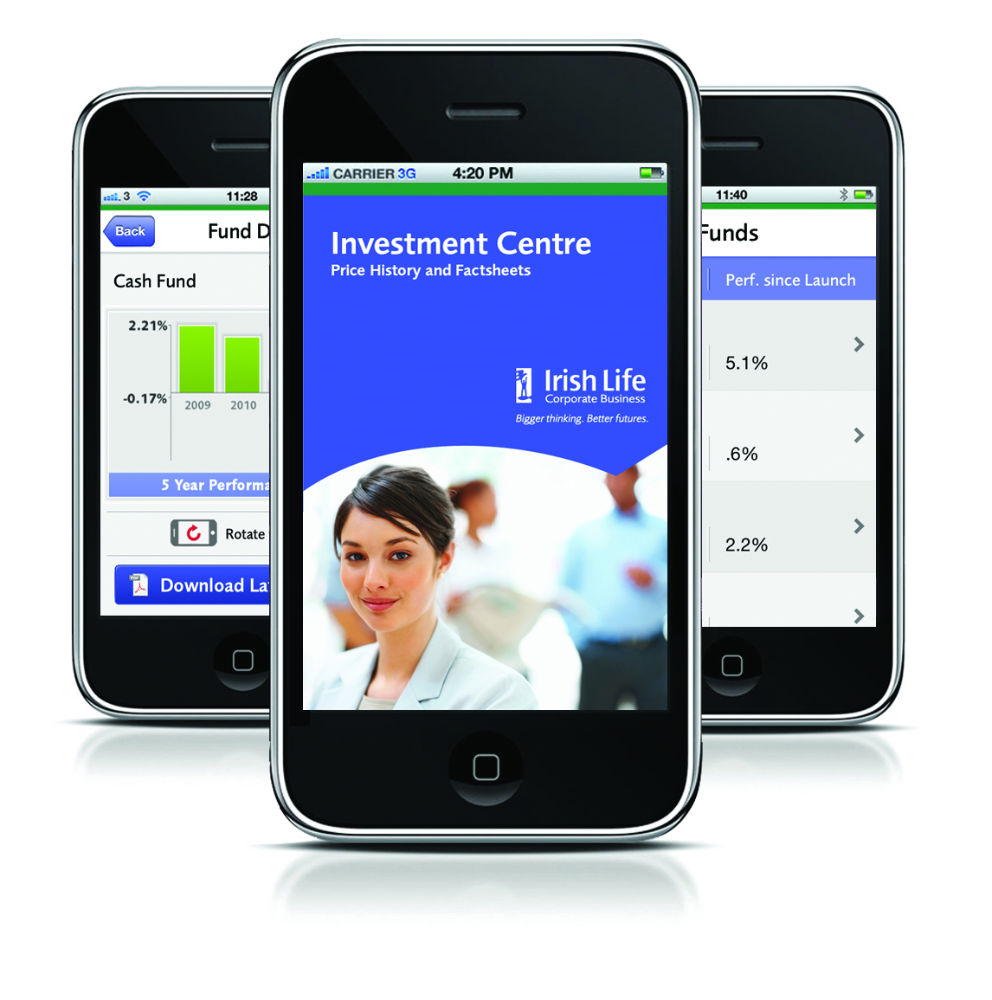 3 11:28
Back
Fund D
Cash Fund
2.21%
-0.17%
2009 2010
5 Year Performa
Rotate
PDF
Download La
CARRIER 3G 4:20 PM
Investment Centre
Price History and Factsheets
Irish Life
Corporate Business
Bigger thinking. Better futures.
11:40
Funds
Perf. since Launch
5.1%
.6%
2.2%